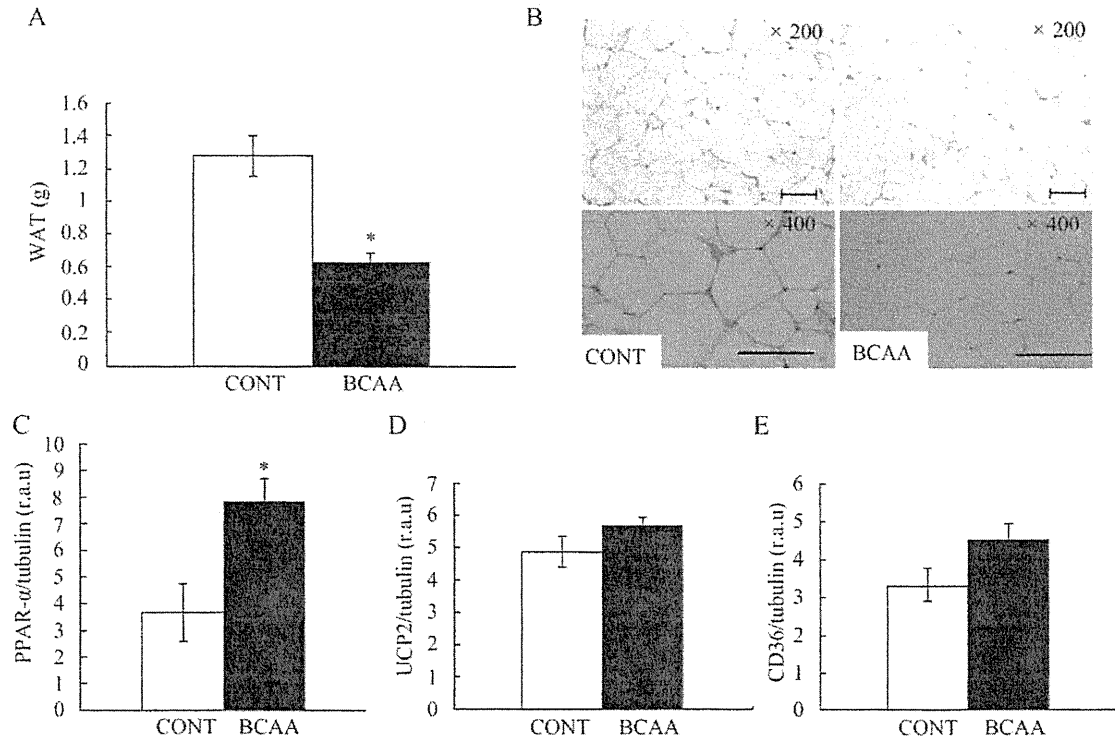 A
WAT (g)
1.6
1.4
1.2
1
0.8
0.6
0.4
0.2
0
*
CONT BCAA
B
× 200
× 200
× 400
× 400
CONT
BCAA
C
PPAR-α/tubulin (r.a.u)
10
9
8
7
6
5
4
3
2
1
0
*
CONT BCAA
D
UCP2/tubulin (r.a.u)
7
6
5
4
3
2
1
0
CONT BCAA
E
CD36/tubulin (r.a.u)
6
5
4
3
2
1
0
CONT BCAA